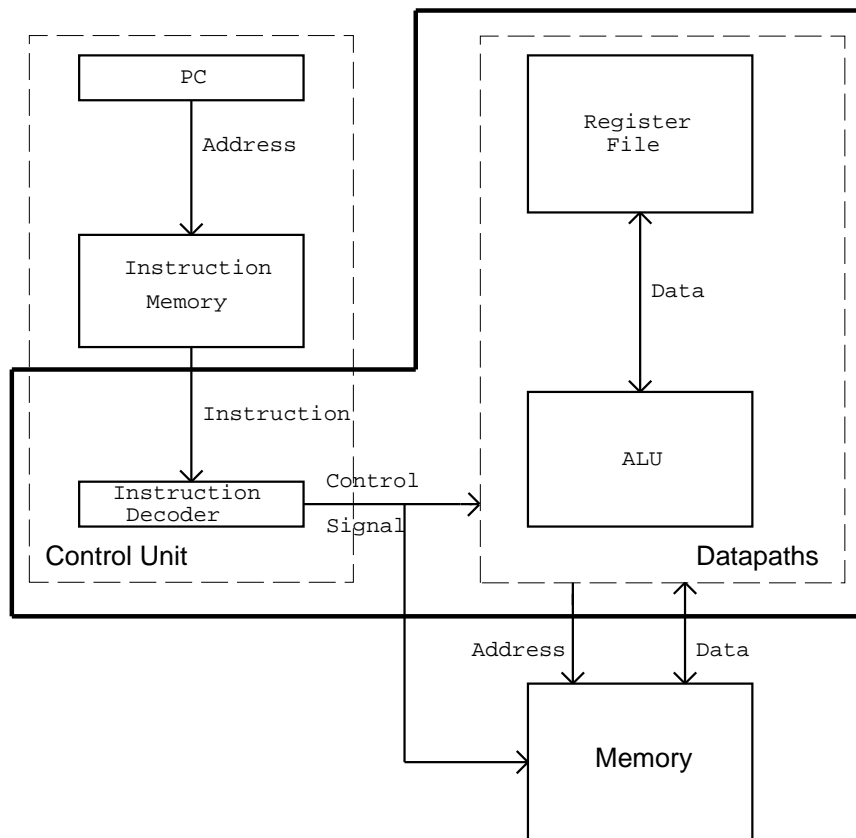 PC
Address
Instruction
Memory
Instruction
Instruction
Decoder
Control
Signal
Control Unit
Register
File
Data
ALU
Datapaths
Address
Data
Memory